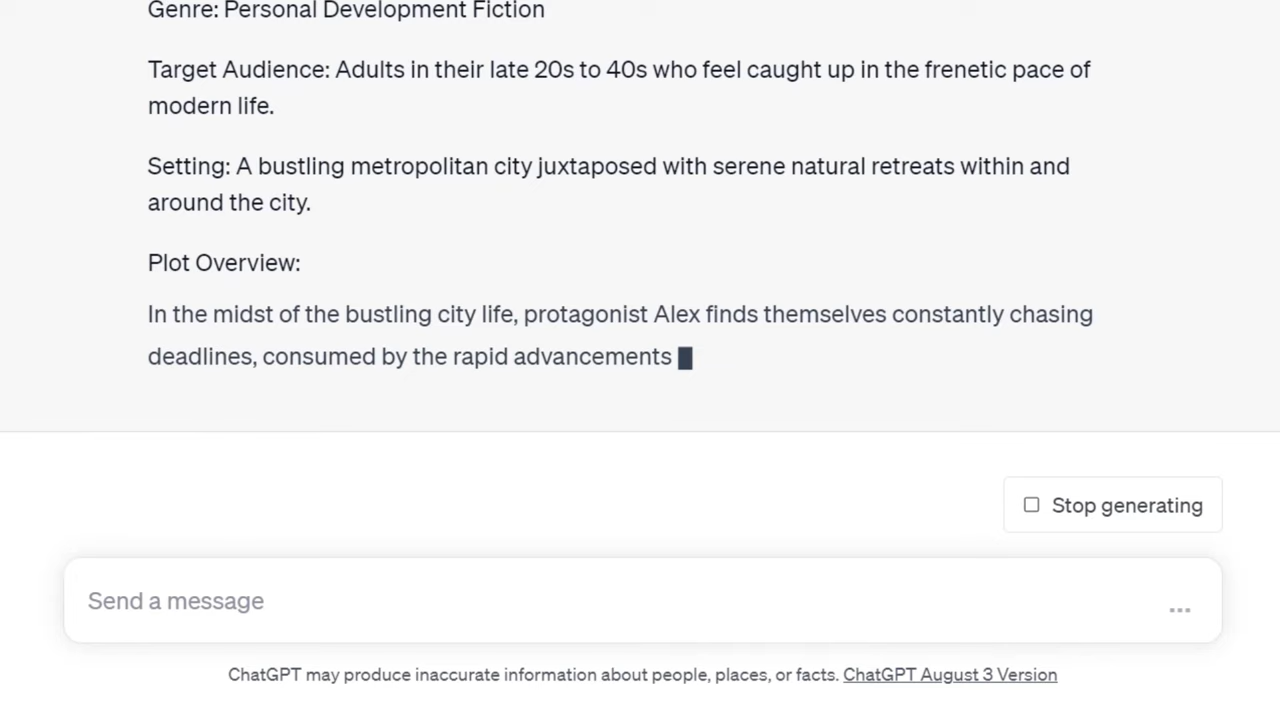 Genre: Personal Development Fiction
Target Audience: Adults in their late 20s to 40s who feel caught up in the frenetic pace of
modern life.
Setting: A bustling metropolitan city juxtaposed with serene natural retreats within and
around the city.
Plot Overview:
In the midst of the bustling city life, protagonist Alex finds themselves constantly chasing
deadlines, consumed by the rapid advancements
Stop generating
Send a message
ChatGPT may produce inaccurate information about people, places, or facts. ChatGPT August 3 Version